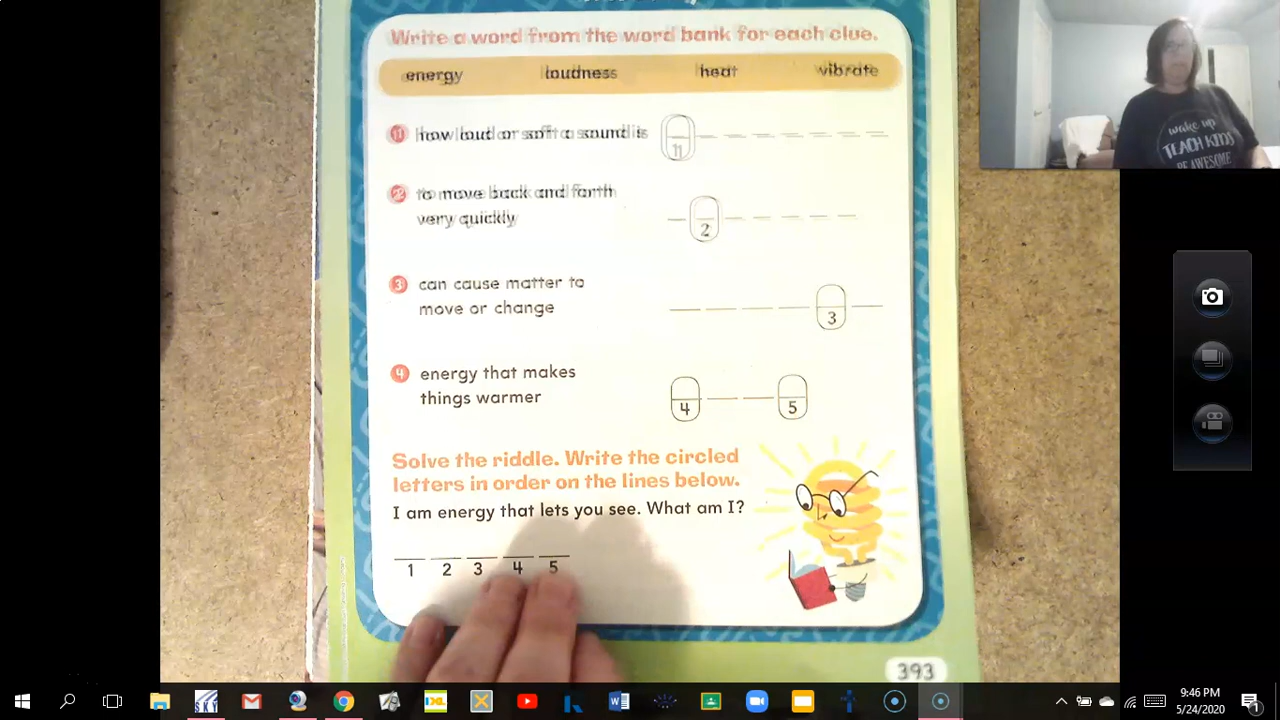 Write a word from the word bank for each clue.
energy loudness heat vibrate
1 how loud or soft a sound is
1
2 to move back and forth
very quickly
2
3 can cause matter to
move or change
3
4 energy that makes
things warmer
4 5
Solve the riddle. Write the circled
letters in order on the lines below.
I am energy that lets you see. What am I?
1 2 3 4 5
393
wake up
TEACH KIDS
BE AWESOME
9:46 PM
5/24/2020